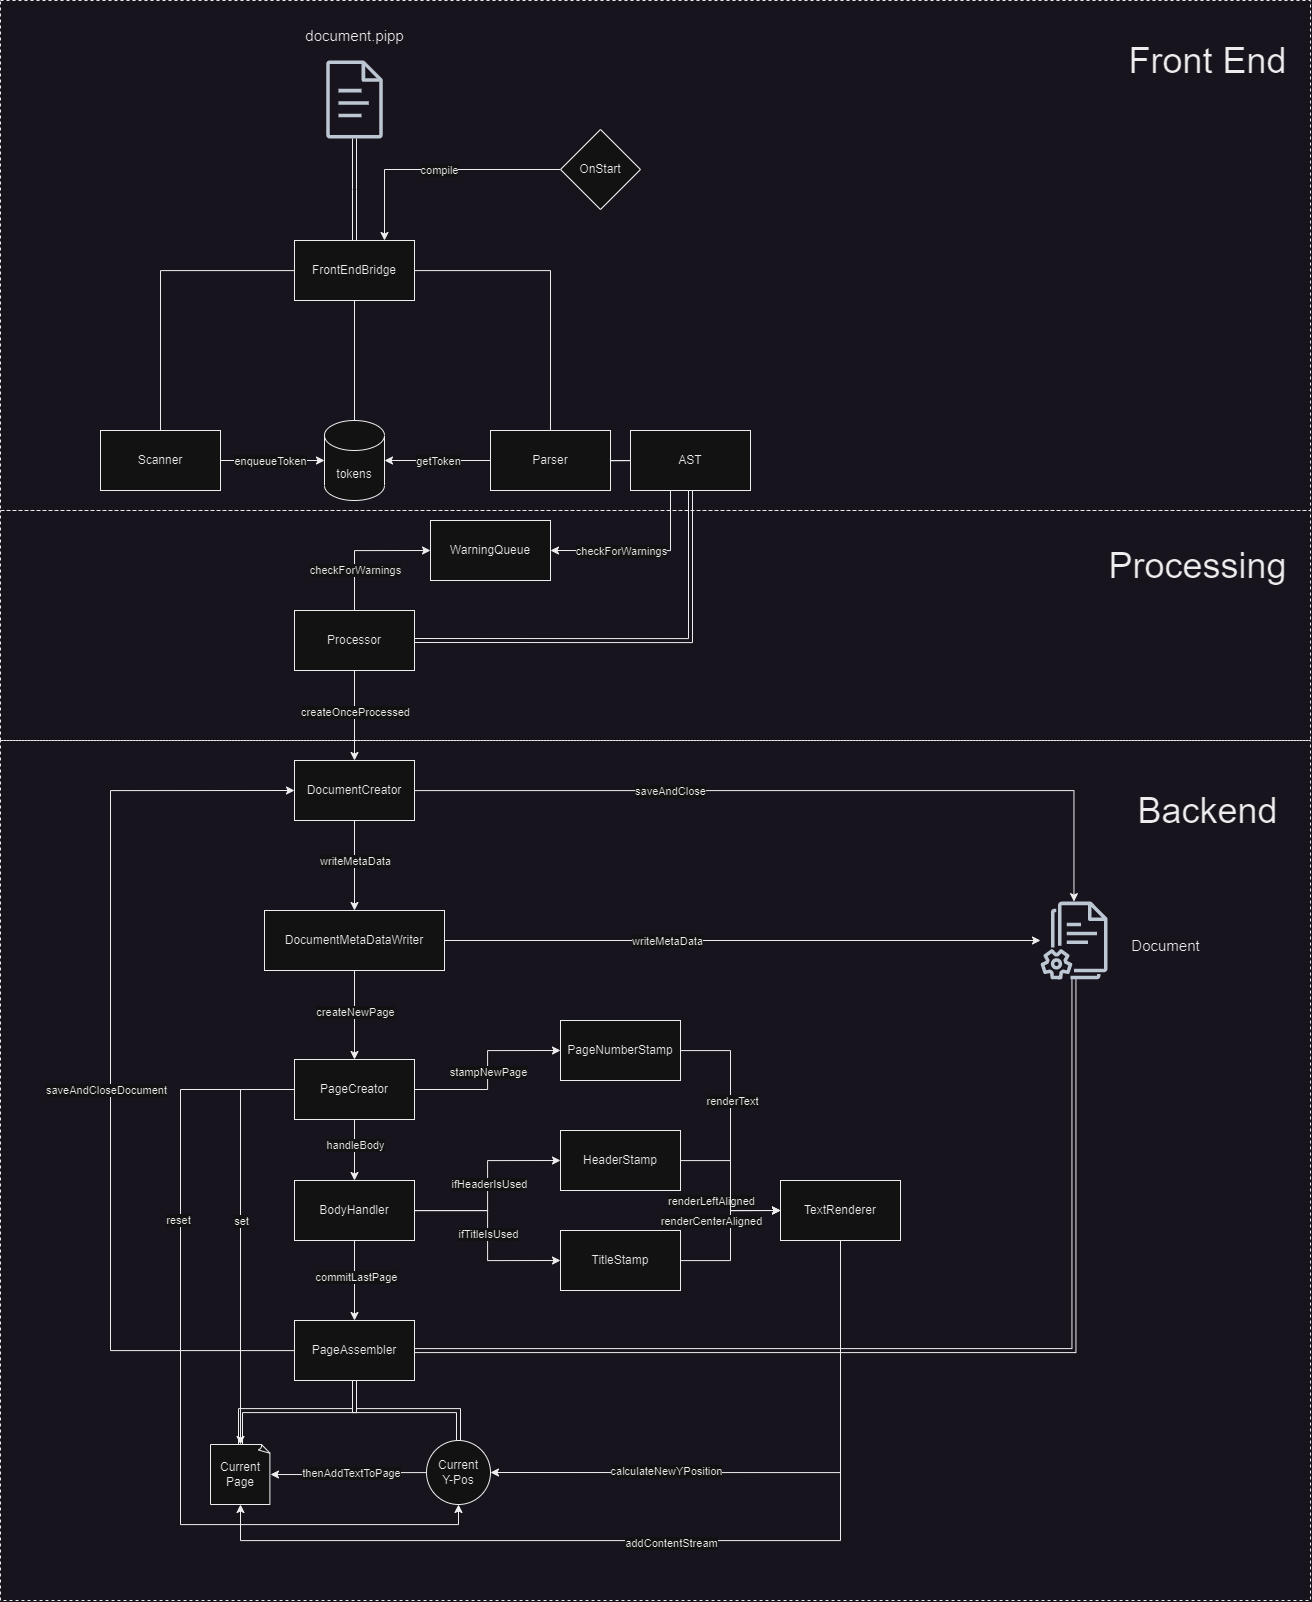 document.pipp
Front End
OnStart
compile
FrontEndBridge
Scanner
enqueueToken
tokens
getToken
Parser
AST
WarningQueue
checkForWarnings
checkForWarnings
Processing
Processor
createOnceProcessed
DocumentCreator
saveAndClose
Backend
writeMetaData
DocumentMetaDataWriter
writeMetaData
Document
createNewPage
PageNumberStamp
stampNewPage
PageCreator
saveAndCloseDocument
renderText
handleBody
HeaderStamp
ifHeaderIsUsed
renderLeftAligned
BodyHandler
TextRenderer
reset
set
renderCenterAligned
ifTitleIsUsed
TitleStamp
commitLastPage
PageAssembler
Current
Page
thenAddTextToPage
Current
Y-Pos
calculateNewYPosition
addContentStream